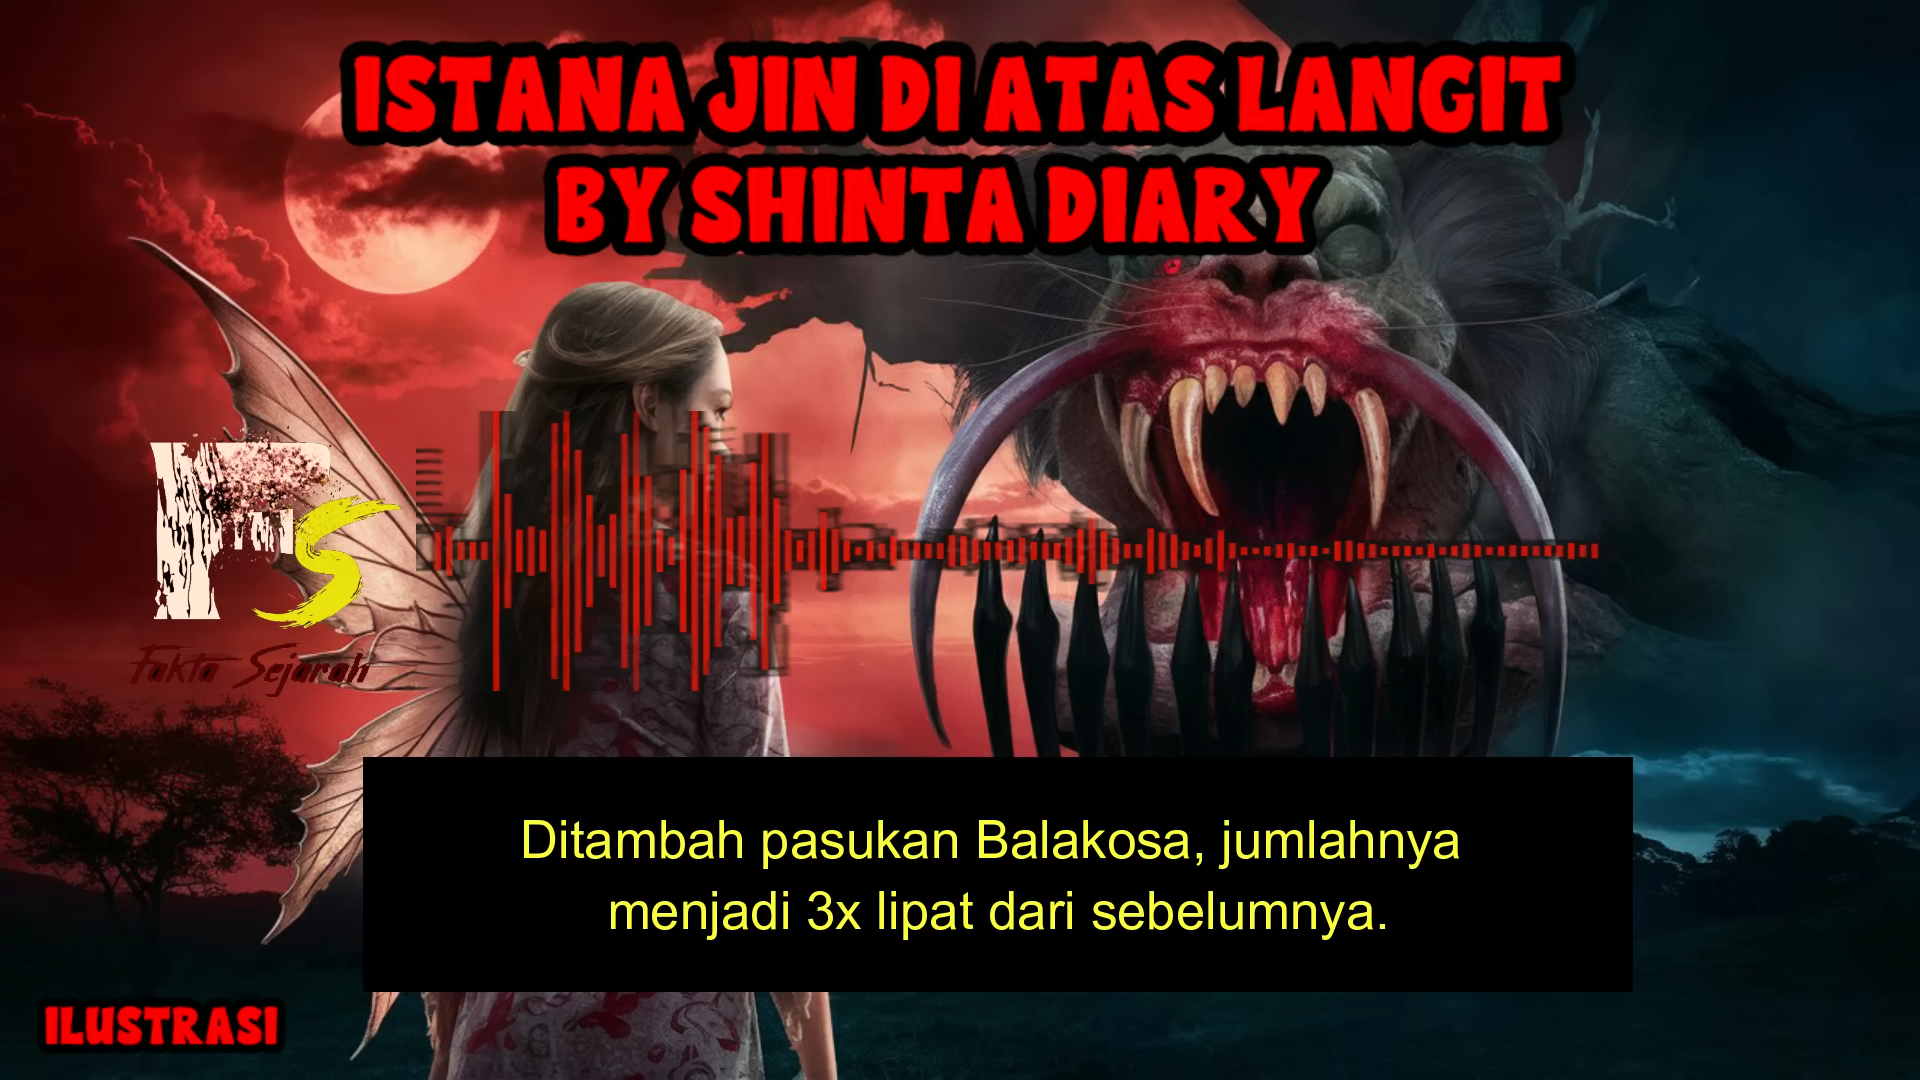 ISTANA JIN DI ATAS LANGIT
BY SHINTA DIARY
FS
Fakta Sejarah
Ditambah pasukan Balakosa, jumlahnya
menjadi 3x lipat dari sebelumnya.
ILUSTRASI